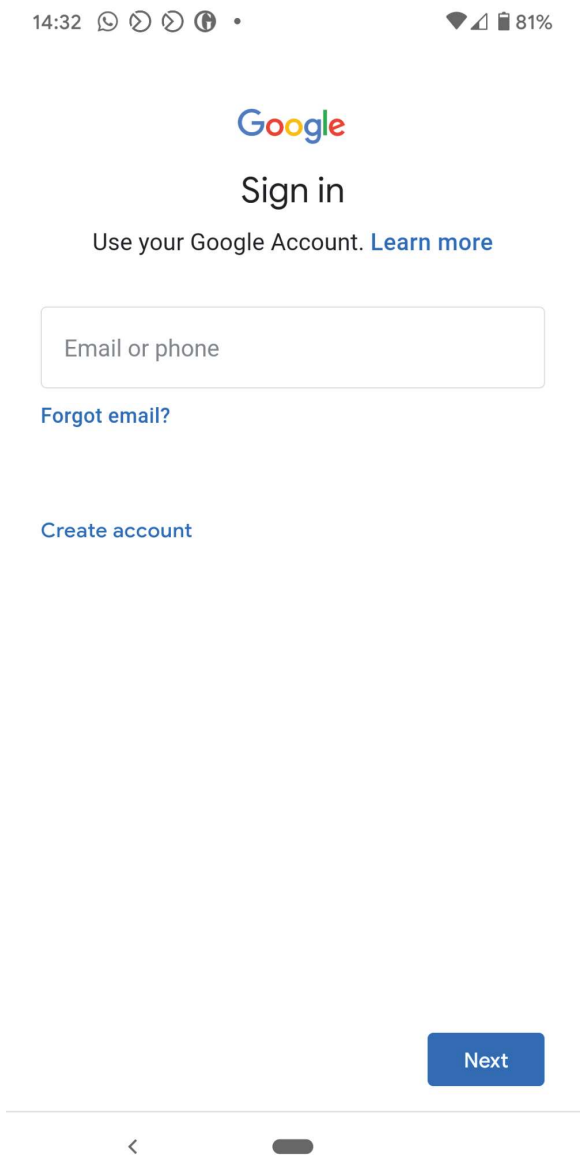 14:32 81%
Google
Sign in
Use your Google Account. Learn more
Email or phone
Forgot email?
Create account
Next